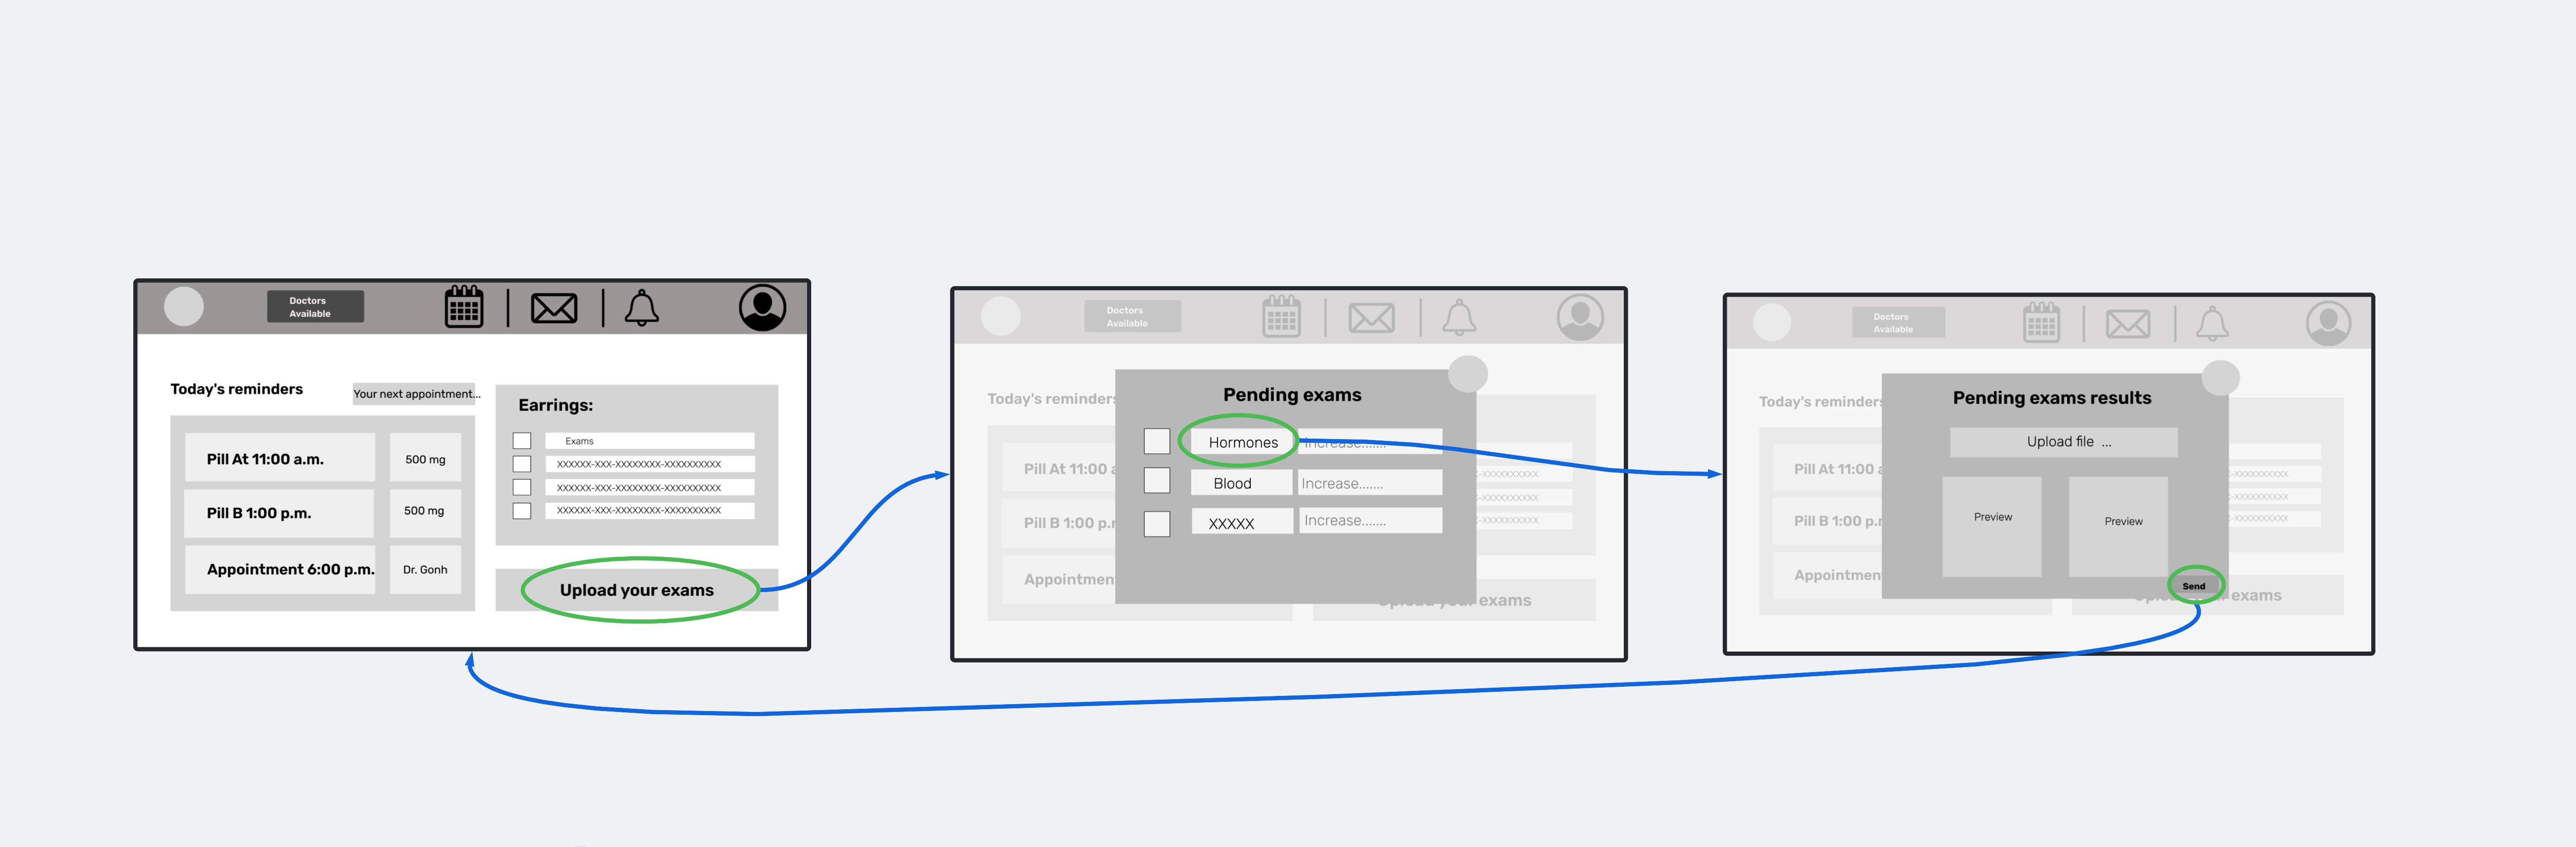 Doctors
Available
Today's reminders
Your next appointment...
Pill At 11:00 a.m.
500 mg
Pill B 1:00 p.m.
500 mg
Appointment 6:00 p.m.
Dr. Gonh
Earrings:
Exams
XXXXXX-XXX-XXXXXXXX-XXXXXXXXXX
XXXXXX-XXX-XXXXXXXX-XXXXXXXXXX
XXXXXX-XXX-XXXXXXXX-XXXXXXXXXX
Upload your exams
Doctors
Available
Today's reminders
Pill At 11:00 a
Pill B 1:00 p.r
Appointmen
Pending exams
Hormones
Increase.......
Blood
Increase.......
XXXXX
Increase.......
-XXXXXXXXXX
-XXXXXXXXXX
-XXXXXXXXXX
Upload your exams
Doctors
Available
Today's reminders
Pill At 11:00 a
Pill B 1:00 p.r
Appointmen
Pending exams results
Upload file ...
Preview
Preview
Send
-XXXXXXXXXX
-XXXXXXXXXX
-XXXXXXXXXX
exams